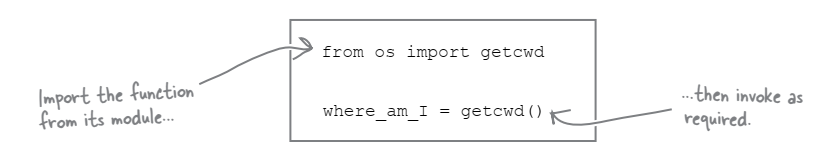 from os import getcwd
Import the function
from its module...
where_am_I = getcwd()
...then invoke as
required.